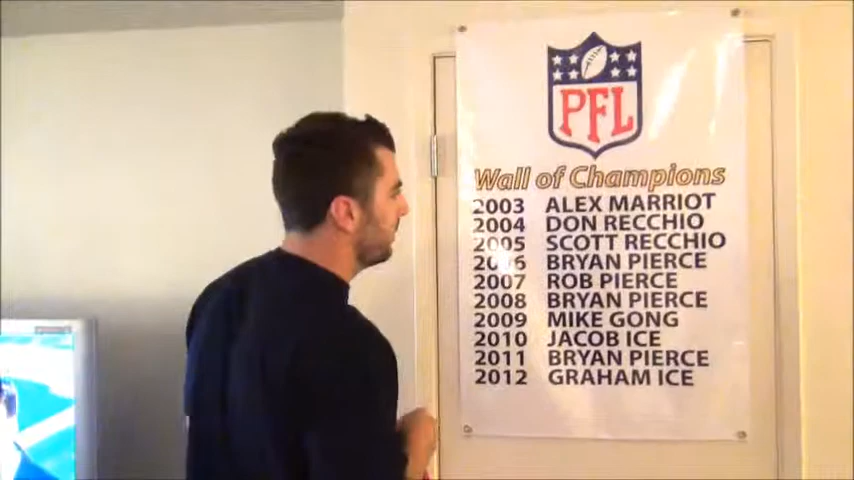 PFL
Wall of Champions
2003 ALEX MARRIOT
2004 DON RECCHIO
2005 SCOTT RECCHIO
2006 BRYAN PIERCE
2007 ROB PIERCE
2008 BRYAN PIERCE
2009 MIKE GONG
2010 JACOB ICE
2011 BRYAN PIERCE
2012 GRAHAM ICE